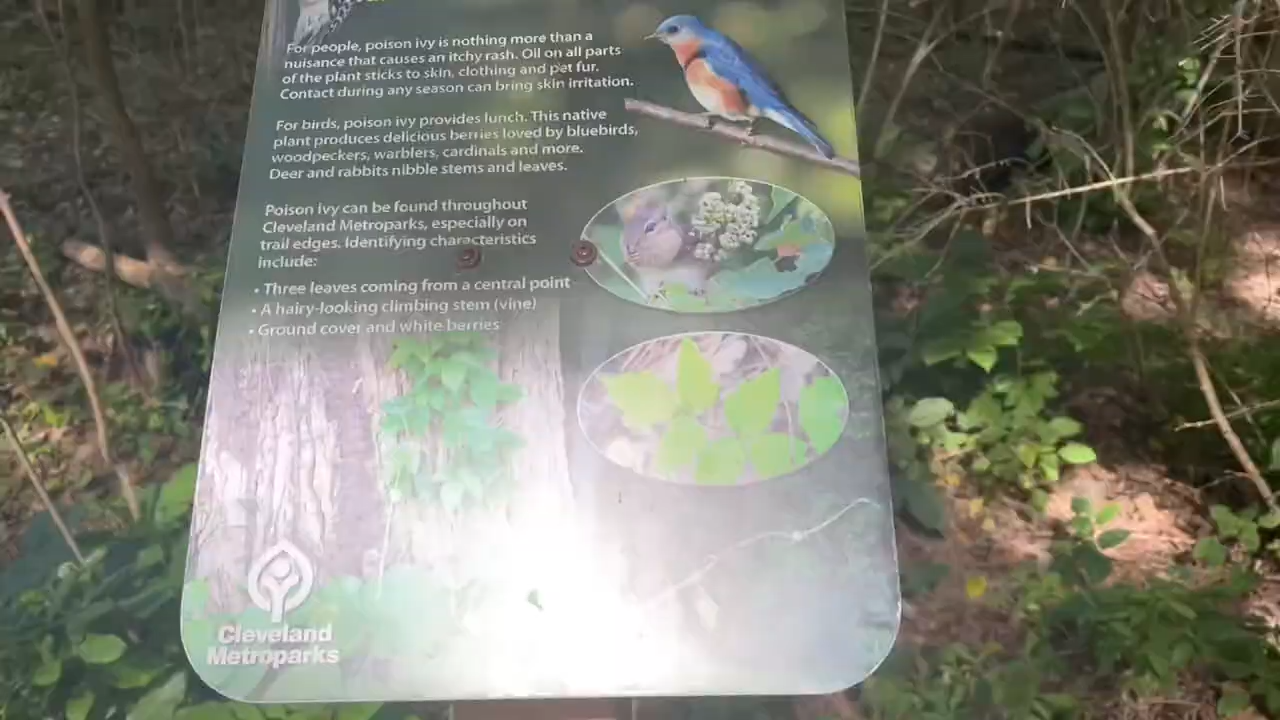 For people, poison ivy is nothing more than a
nuisance that causes an itchy rash. Oil on all parts
of the plant sticks to skin, clothing and pet fur.
Contact during any season can bring skin irritation.
For birds, poison ivy provides lunch. This native
plant produces delicious berries loved by bluebirds,
woodpeckers, warblers, cardinals and more.
Deer and rabbits nibble stems and leaves.
Poison ivy can be found throughout
Cleveland Metroparks, especially on
trail edges. Identifying characteristics
include:
• Three leaves coming from a central point
• A hairy-looking climbing stem (vine)
• Ground cover and white berries
Cleveland
Metroparks